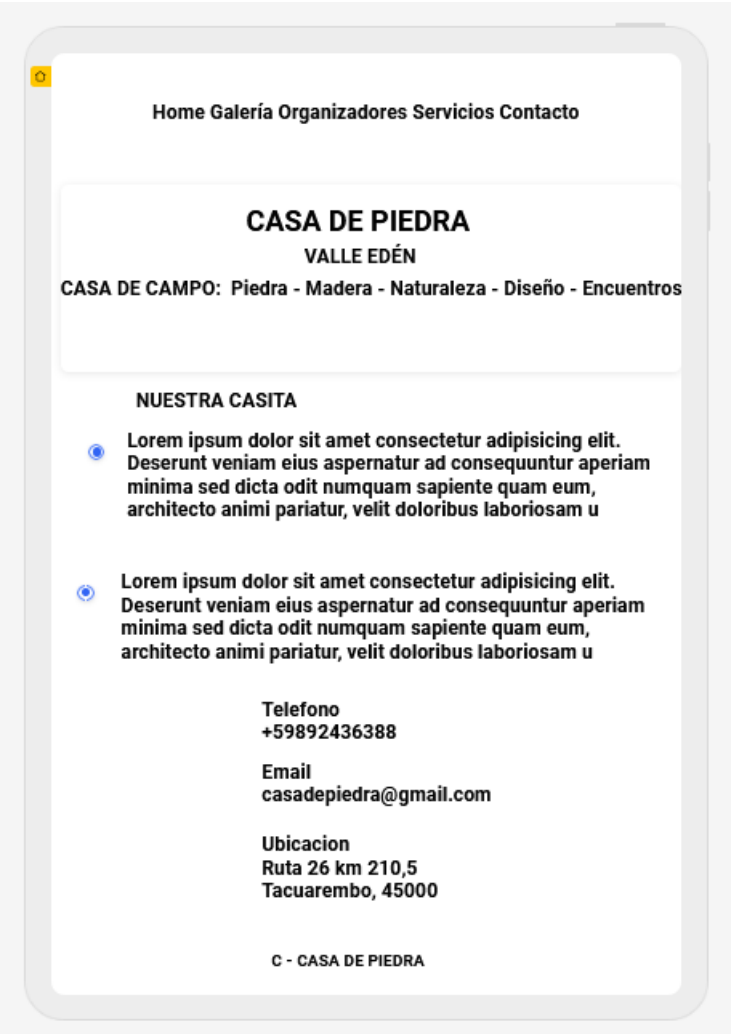 Home Galería Organizadores Servicios Contacto
CASA DE PIEDRA
VALLE EDÉN
CASA DE CAMPO:  Piedra - Madera - Naturaleza - Diseño - Encuentros
NUESTRA CASITA
Lorem ipsum dolor sit amet consectetur adipisicing elit.
Deserunt veniam eius aspernatur ad consequuntur aperiam
minima sed dicta odit numquam sapiente quam eum,
architecto animi pariatur, velit doloribus laboriosam u
Lorem ipsum dolor sit amet consectetur adipisicing elit.
Deserunt veniam eius aspernatur ad consequuntur aperiam
minima sed dicta odit numquam sapiente quam eum,
architecto animi pariatur, velit doloribus laboriosam u
Telefono
+59892436388
Email
casadepiedra@gmail.com
Ubicacion
Ruta 26 km 210,5
Tacuarembo, 45000
C - CASA DE PIEDRA